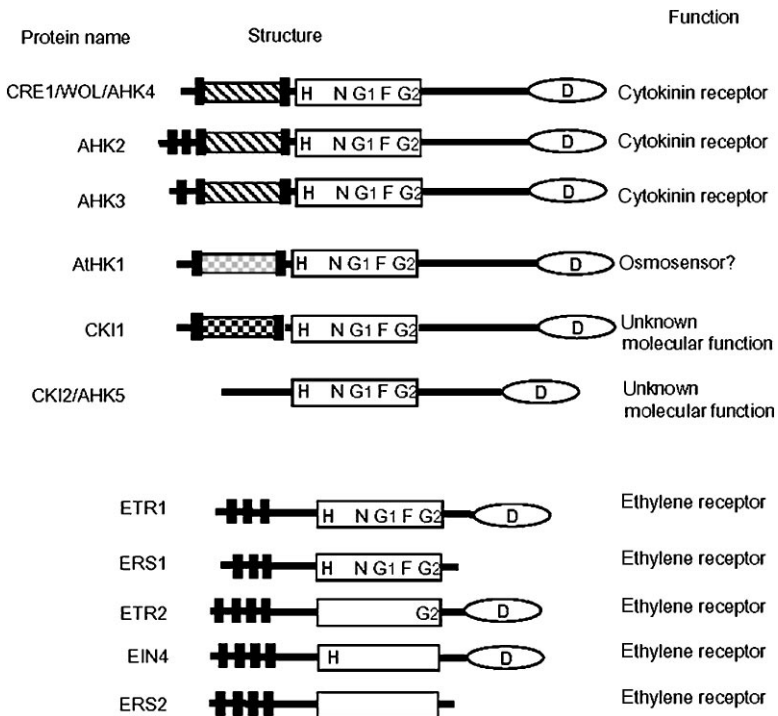 Function
Protein name Structure
CRE1/WOL/AHK4 H N G1 F G2 D Cytokinin receptor
AHK2 H N G1 F G2 D Cytokinin receptor
AHK3 H N G1 F G2 D Cytokinin receptor
AtHK1 H N G1 F G2 D Osmosensor?
CKI1 H N G1 F G2 D Unknown
molecular function
CKI2/AHK5 H N G1 F G2 D Unknown
molecular function
ETR1 H N G1 F G2 D Ethylene receptor
ERS1 H N G1 F G2 Ethylene receptor
ETR2 G2 D Ethylene receptor
EIN4 H D Ethylene receptor
ERS2 Ethylene receptor